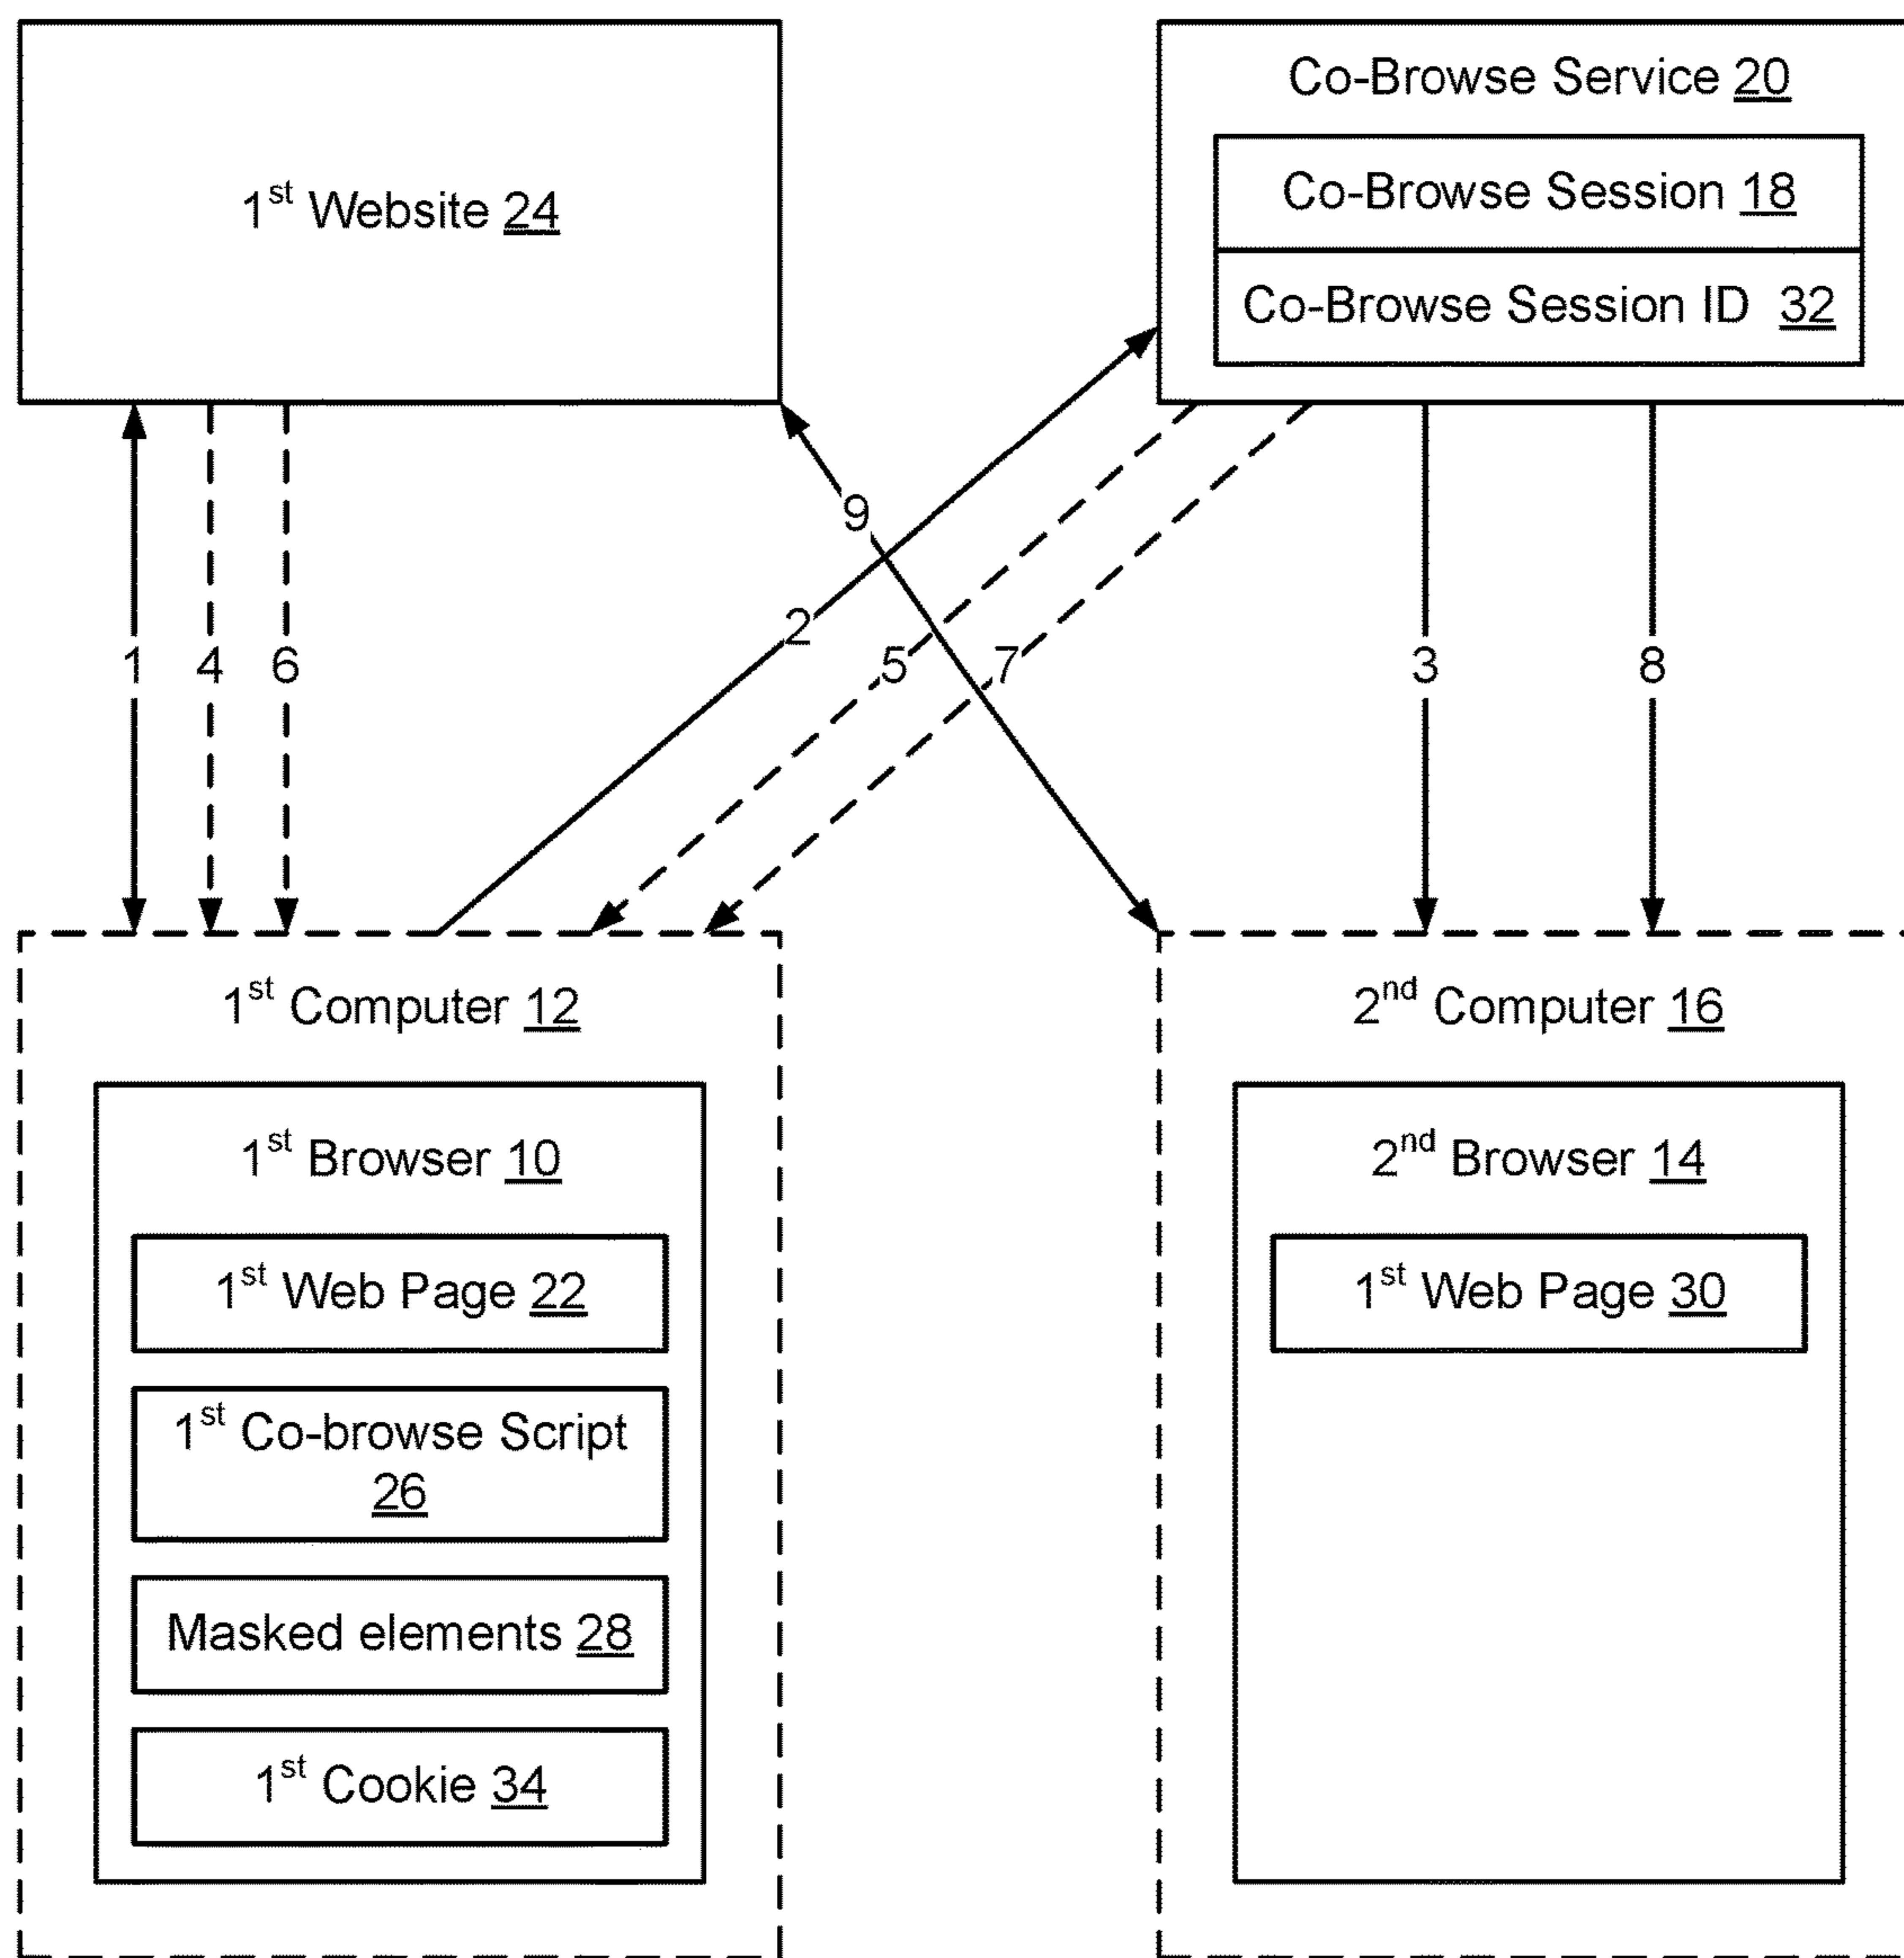 1st Website 24
Co-Browse Service 20
Co-Browse Session 18
Co-Browse Session ID 32
9
2
1
4
6
5
7
3
8
1st Computer 12
1st Browser 10
1st Web Page 22
1st Co-browse Script
26
Masked elements 28
1st Cookie 34
2nd Computer 16
2nd Browser 14
1st Web Page 30